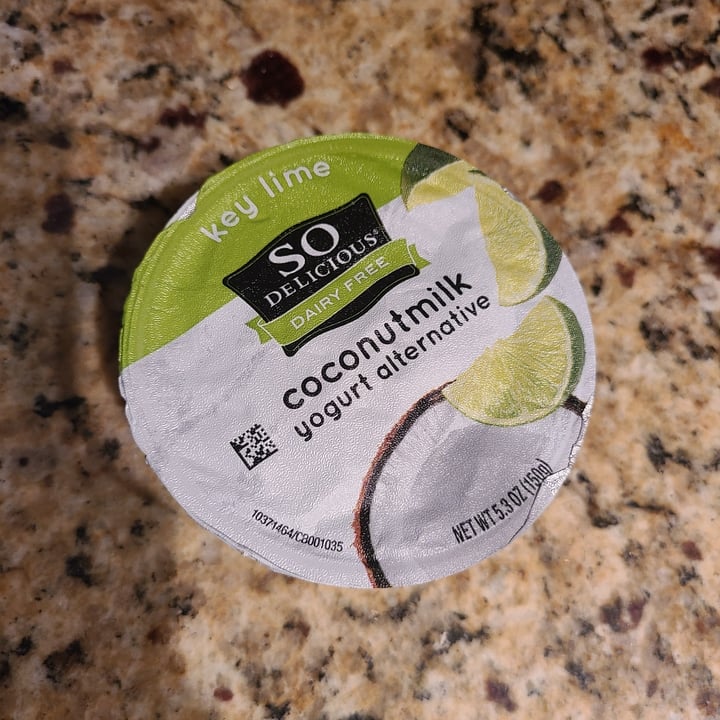 key lime
SO
DELICIOUS®
DAIRY FREE
coconutmilk
yogurt alternative
10371464/CB001035
NET WT 5.3 OZ (150g)